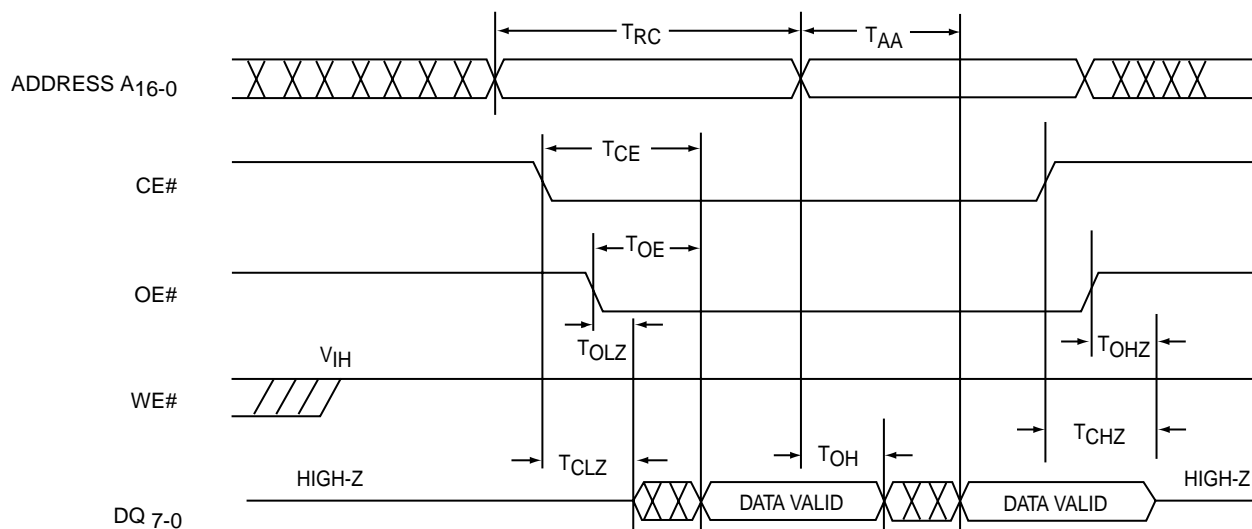 TRC
TAA
ADDRESS A16-0
TCE
CE#
TOE
OE#
TOLZ
TOHZ
VIH
WE#
TCLZ
TOH
TCHZ
HIGH-Z
HIGH-Z
DATA VALID
DATA VALID
DQ 7-0